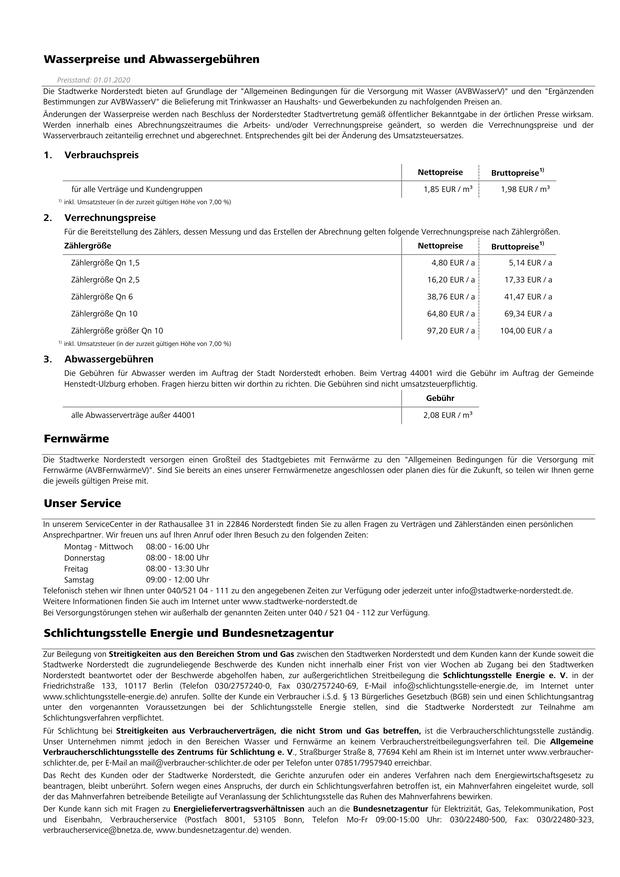 Wasserpreise und Abwassergebühren
Preisstand: 01.01.2020
Die Stadtwerke Norderstedt bieten auf Grundlage der "Allgemeinen Bedingungen für die Versorgung mit Wasser (AVBWasserV)" und den "Ergänzenden
Bestimmungen zur AVBWasserV" die Belieferung mit Trinkwasser an Haushalts- und Gewerbekunden zu nachfolgenden Preisen an.
Änderungen der Wasserpreise werden nach Beschluss der Norderstedter Stadtvertretung gemäß öffentlicher Bekanntgabe in der örtlichen Presse wirksam.
Werden innerhalb eines Abrechnungszeitraumes die Arbeits- und/oder Verrechnungspreise geändert, so werden die Verrechnungspreise und der
Wasserverbrauch zeitanteilig errechnet und abgerechnet. Entsprechendes gilt bei der Änderung des Umsatzsteuersatzes.
1. Verbrauchspreis
Nettopreise Bruttopreise1)
für alle Verträge und Kundengruppen 1,85 EUR / m³ 1,98 EUR / m³
1) inkl. Umsatzsteuer (in der zurzeit gültigen Höhe von 7,00 %)
2. Verrechnungspreise
Für die Bereitstellung des Zählers, dessen Messung und das Erstellen der Abrechnung gelten folgende Verrechnungspreise nach Zählergrößen.
Zählergröße Nettopreise Bruttopreise1)
Zählergröße Qn 1,5 4,80 EUR / a 5,14 EUR / a
Zählergröße Qn 2,5 16,20 EUR / a 17,33 EUR / a
Zählergröße Qn 6 38,76 EUR / a 41,47 EUR / a
Zählergröße Qn 10 64,80 EUR / a 69,34 EUR / a
Zählergröße größer Qn 10 97,20 EUR / a 104,00 EUR / a
1) inkl. Umsatzsteuer (in der zurzeit gültigen Höhe von 7,00 %)
3. Abwassergebühren
Die Gebühren für Abwasser werden im Auftrag der Stadt Norderstedt erhoben. Beim Vertrag 44001 wird die Gebühr im Auftrag der Gemeinde
Henstedt-Ulzburg erhoben. Fragen hierzu bitten wir dorthin zu richten. Die Gebühren sind nicht umsatzsteuerpflichtig.
Gebühr
alle Abwasserverträge außer 44001 2,08 EUR / m³
Fernwärme
Die Stadtwerke Norderstedt versorgen einen Großteil des Stadtgebietes mit Fernwärme zu den "Allgemeinen Bedingungen für die Versorgung mit
Fernwärme (AVBFernwärmeV)". Sind Sie bereits an eines unserer Fernwärmenetze angeschlossen oder planen dies für die Zukunft, so teilen wir Ihnen gerne
die jeweils gültigen Preise mit.
Unser Service
In unserem ServiceCenter in der Rathausallee 31 in 22846 Norderstedt finden Sie zu allen Fragen zu Verträgen und Zählerständen einen persönlichen
Ansprechpartner. Wir freuen uns auf Ihren Anruf oder Ihren Besuch zu den folgenden Zeiten:
Montag - Mittwoch 08:00 - 16:00 Uhr
Donnerstag 08:00 - 18:00 Uhr
Freitag 08:00 - 13:30 Uhr
Samstag 09:00 - 12:00 Uhr
Telefonisch stehen wir Ihnen unter 040/521 04 - 111 zu den angegebenen Zeiten zur Verfügung oder jederzeit unter info@stadtwerke-norderstedt.de.
Weitere Informationen finden Sie auch im Internet unter www.stadtwerke-norderstedt.de
Bei Versorgungstörungen stehen wir außerhalb der genannten Zeiten unter 040 / 521 04 - 112 zur Verfügung.
Schlichtungsstelle Energie und Bundesnetzagentur
Zur Beilegung von Streitigkeiten aus den Bereichen Strom und Gas zwischen den Stadtwerken Norderstedt und dem Kunden kann der Kunde soweit die
Stadtwerke Norderstedt die zugrundeliegende Beschwerde des Kunden nicht innerhalb einer Frist von vier Wochen ab Zugang bei den Stadtwerken
Norderstedt beantwortet oder der Beschwerde abgeholfen haben, zur außergerichtlichen Streitbeilegung die Schlichtungsstelle Energie e. V. in der
Friedrichstraße 133, 10117 Berlin (Telefon 030/2757240-0, Fax 030/2757240-69, E-Mail info@schlichtungsstelle-energie.de, im Internet unter
www.schlichtungsstelle-energie.de) anrufen. Sollte der Kunde ein Verbraucher i.S.d. § 13 Bürgerliches Gesetzbuch (BGB) sein und einen Schlichtungsantrag
unter den vorgenannten Voraussetzungen bei der Schlichtungsstelle Energie stellen, sind die Stadtwerke Norderstedt zur Teilnahme am
Schlichtungsverfahren verpflichtet.
Für Schlichtung bei Streitigkeiten aus Verbraucherverträgen, die nicht Strom und Gas betreffen, ist die Verbraucherschlichtungsstelle zuständig.
Unser Unternehmen nimmt jedoch in den Bereichen Wasser und Fernwärme an keinem Verbraucherstreitbeilegungsverfahren teil. Die Allgemeine
Verbraucherschlichtungsstelle des Zentrums für Schlichtung e. V., Straßburger Straße 8, 77694 Kehl am Rhein ist im Internet unter www.verbraucher-
schlichter.de, per E-Mail an mail@verbraucher-schlichter.de oder per Telefon unter 07851/7957940 erreichbar.
Das Recht des Kunden oder der Stadtwerke Norderstedt, die Gerichte anzurufen oder ein anderes Verfahren nach dem Energiewirtschaftsgesetz zu
beantragen, bleibt unberührt. Sofern wegen eines Anspruchs, der durch ein Schlichtungsverfahren betroffen ist, ein Mahnverfahren eingeleitet wurde, soll
der das Mahnverfahren betreibende Beteiligte auf Veranlassung der Schlichtungsstelle das Ruhen des Mahnverfahrens bewirken.
Der Kunde kann sich mit Fragen zu Energieliefervertragsverhältnissen auch an die Bundesnetzagentur für Elektrizität, Gas, Telekommunikation, Post
und Eisenbahn, Verbraucherservice (Postfach 8001, 53105 Bonn, Telefon Mo-Fr 09:00-15:00 Uhr: 030/22480-500, Fax: 030/22480-323,
verbraucherservice@bnetza.de, www.bundesnetzagentur.de) wenden.